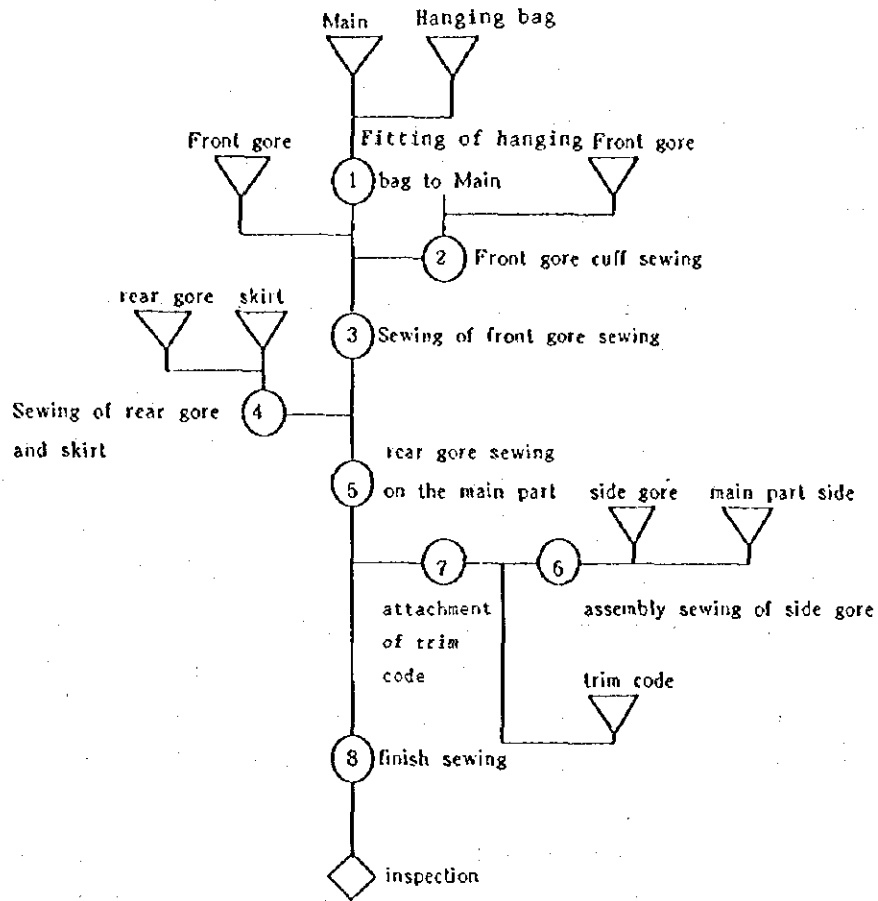 Main
Hanging bag
Front gore
Fitting of hanging
Front gore
1
bag to Main
2
Front gore cuff sewing
rear gore
skirt
3
Sewing of front gore sewing
Sewing of rear gore
4
and skirt
rear gore sewing
5
on the main part
side gore
main part side
7
6
attachment
of trim
code
assembly sewing of side gore
trim code
8
finish sewing
inspection